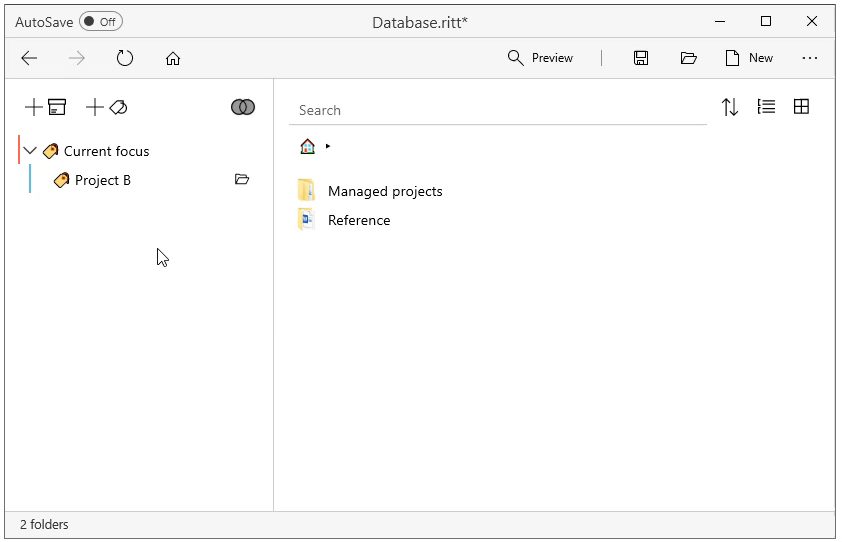 AutoSave Off Database.ritt*
Preview New
Search
Current focus
Project B
Managed projects
Reference
2 folders